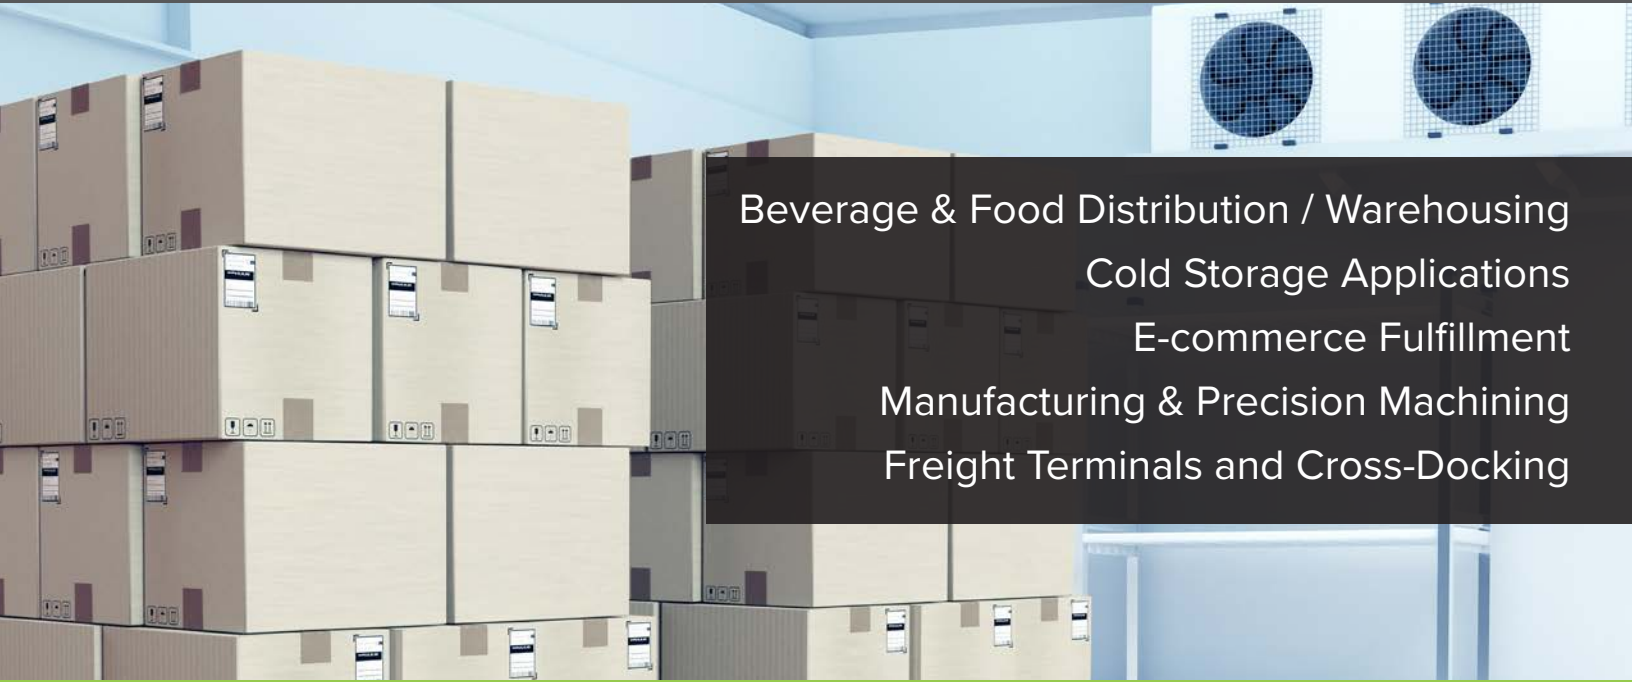 Beverage & Food Distribution / Warehousing
Cold Storage Applications
E-commerce Fulfillment
Manufacturing & Precision Machining
Freight Terminals and Cross-Docking